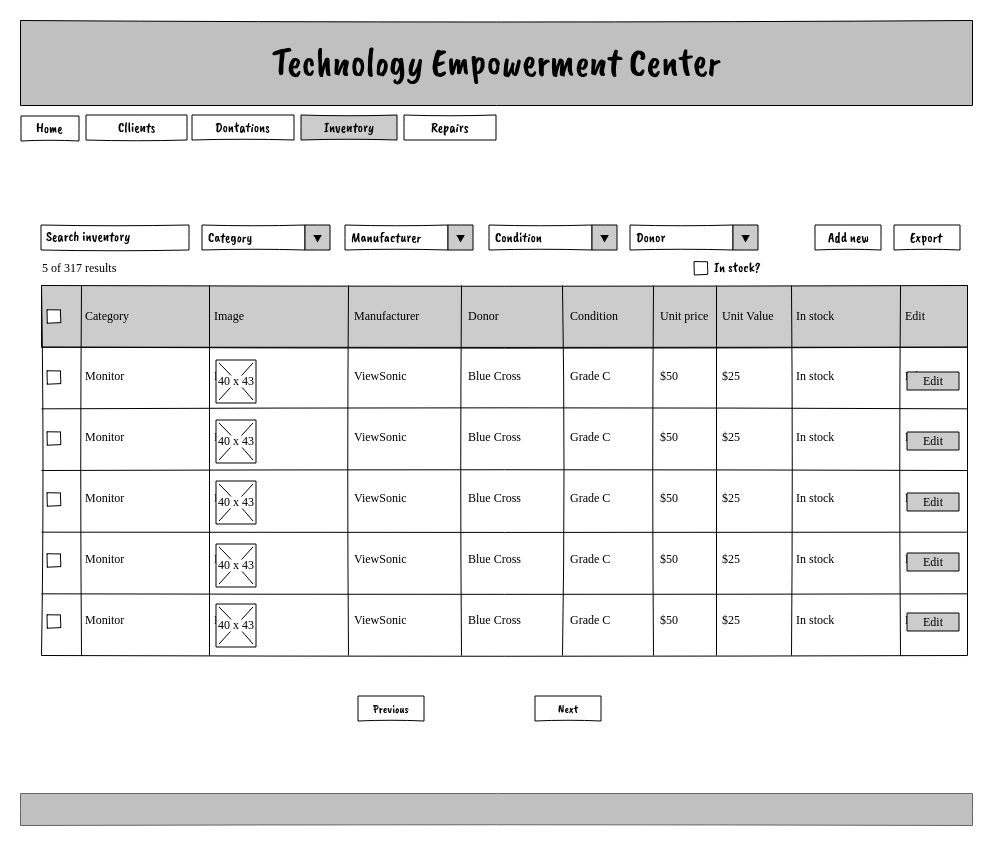 Technology Empowerment Center
Home Cllients Dontations Inventory Repairs
Search inventory Category Manufacturer Condition Donor Add new Export
5 of 317 results In stock?
Category Image Manufacturer Donor Condition Unit price Unit Value In stock Edit
Monitor 40 x 43 ViewSonic Blue Cross Grade C $50 $25 In stock Edit
Monitor 40 x 43 ViewSonic Blue Cross Grade C $50 $25 In stock Edit
Monitor 40 x 43 ViewSonic Blue Cross Grade C $50 $25 In stock Edit
Monitor 40 x 43 ViewSonic Blue Cross Grade C $50 $25 In stock Edit
Monitor 40 x 43 ViewSonic Blue Cross Grade C $50 $25 In stock Edit
Previous Next